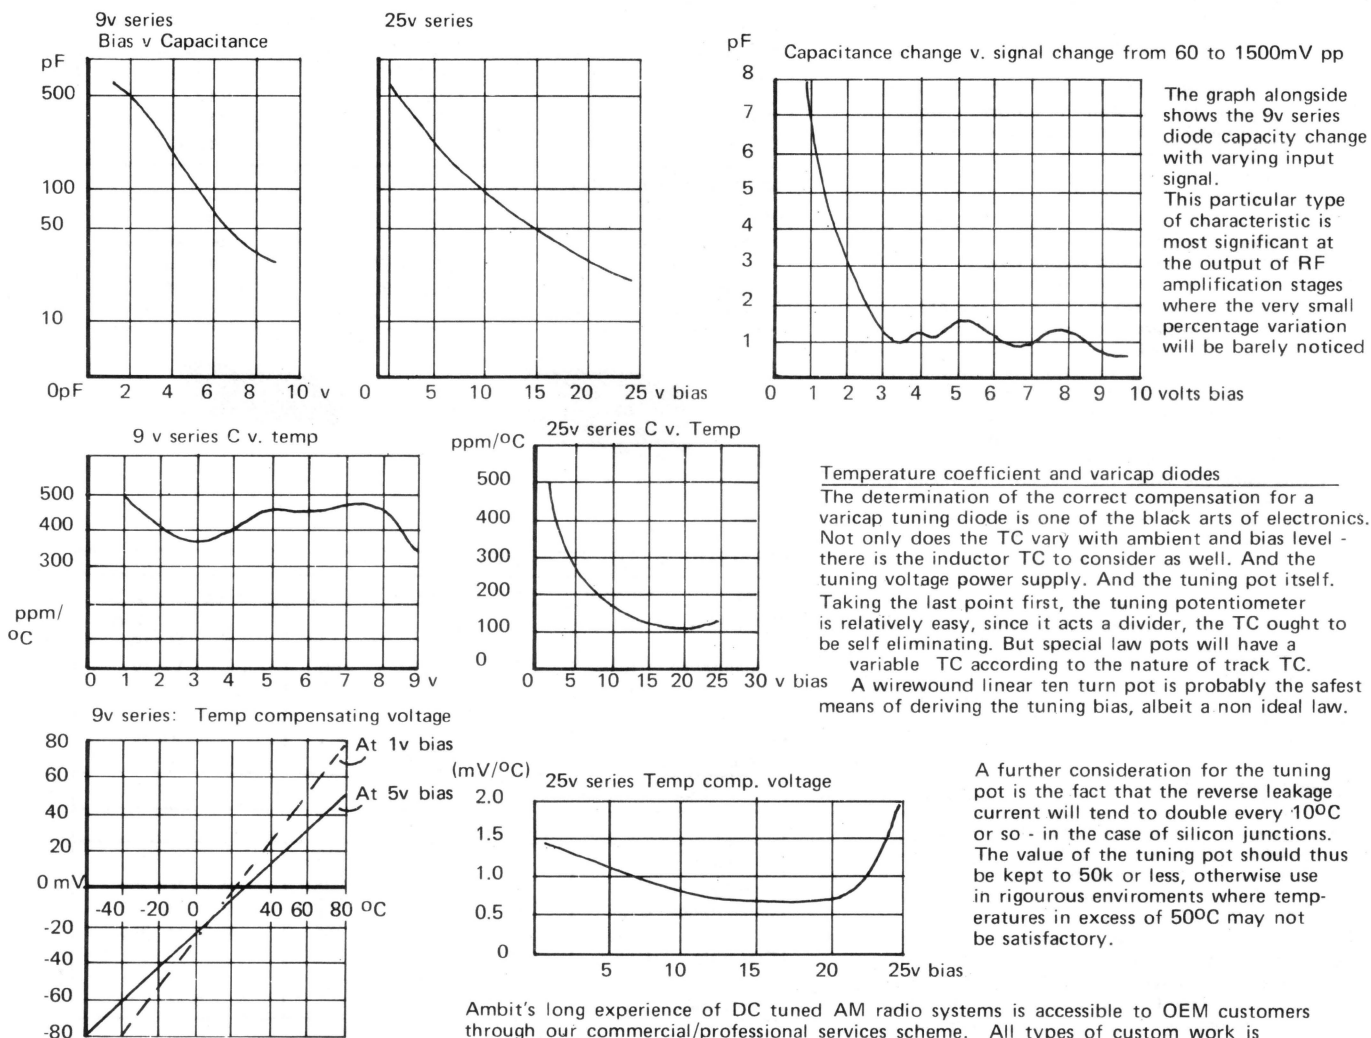 9v series
Bias v Capacitance
pF
500
100
50
10
0pF
2 4 6 8 10 v
25v series
0 5 10 15 20 25 v bias
pF
Capacitance change v. signal change from 60 to 1500mV pp
8
7
6
5
4
3
2
1
0 1 2 3 4 5 6 7 8 9 10 volts bias
The graph alongside
shows the 9v series
diode capacity change
with varying input
signal.
This particular type
of characteristic is
most significant at
the output of RF
amplification stages
where the very small
percentage variation
will be barely noticed
9 v series C v. temp
500
400
300
ppm/
ºC
0 1 2 3 4 5 6 7 8 9 v
25v series C v. Temp
ppm/ºC
500
400
300
200
100
0
0 5 10 15 20 25 30 v bias
Temperature coefficient and varicap diodes
The determination of the correct compensation for a
varicap tuning diode is one of the black arts of electronics.
Not only does the TC vary with ambient and bias level -
there is the inductor TC to consider as well. And the
tuning voltage power supply. And the tuning pot itself.
Taking the last point first, the tuning potentiometer
is relatively easy, since it acts a divider, the TC ought to
be self eliminating. But special law pots will have a
variable TC according to the nature of track TC.
A wirewound linear ten turn pot is probably the safest
means of deriving the tuning bias, albeit a non ideal law.
9v series: Temp compensating voltage
80
60
40
20
0 mV
-20
-40
-60
-80
-40 -20 0 40 60 80 ºC
At 1v bias
At 5v bias
(mV/ºC)
25v series Temp comp. voltage
2.0
1.5
1.0
0.5
0
5 10 15 20 25v bias
A further consideration for the tuning
pot is the fact that the reverse leakage
current will tend to double every 10ºC
or so - in the case of silicon junctions.
The value of the tuning pot should thus
be kept to 50k or less, otherwise use
in rigourous enviroments where temp-
eratures in excess of 50ºC may not
be satisfactory.
Ambit's long experience of DC tuned AM radio systems is accessible to OEM customers
through our commercial/professional services scheme. All types of custom work is